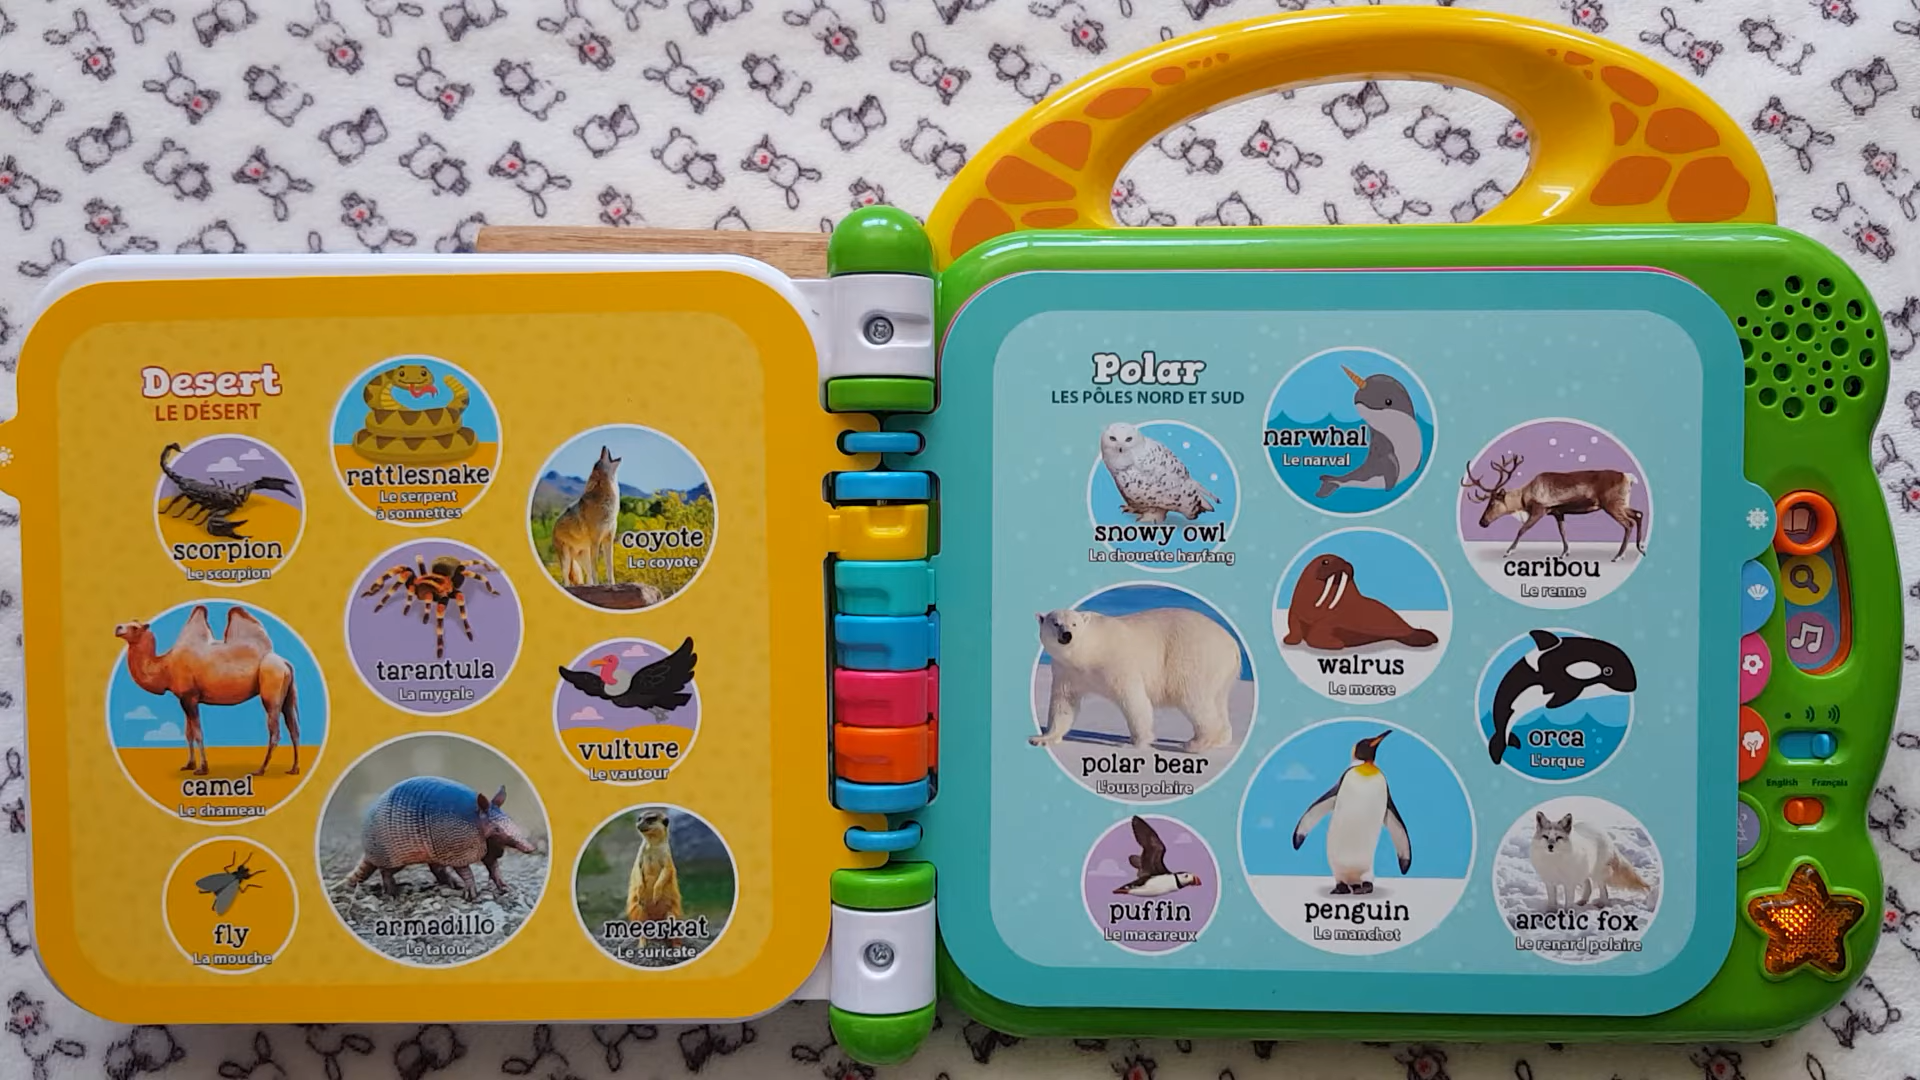 Desert
LE DÉSERT
rattlesnake
Le serpent
à sonnettes
scorpion
Le scorpion
coyote
Le coyote
tarantula
La mygale
camel
Le chameau
vulture
Le vautour
armadillo
Le tatou
meerkat
Le suricate
fly
La mouche
Polar
LES PÔLES NORD ET SUD
narwhal
Le narval
snowy owl
La chouette harfang
caribou
Le renne
walrus
Le morse
polar bear
L'ours polaire
orca
L'orque
penguin
Le manchot
puffin
Le macareux
arctic fox
Le renard polaire
English Français